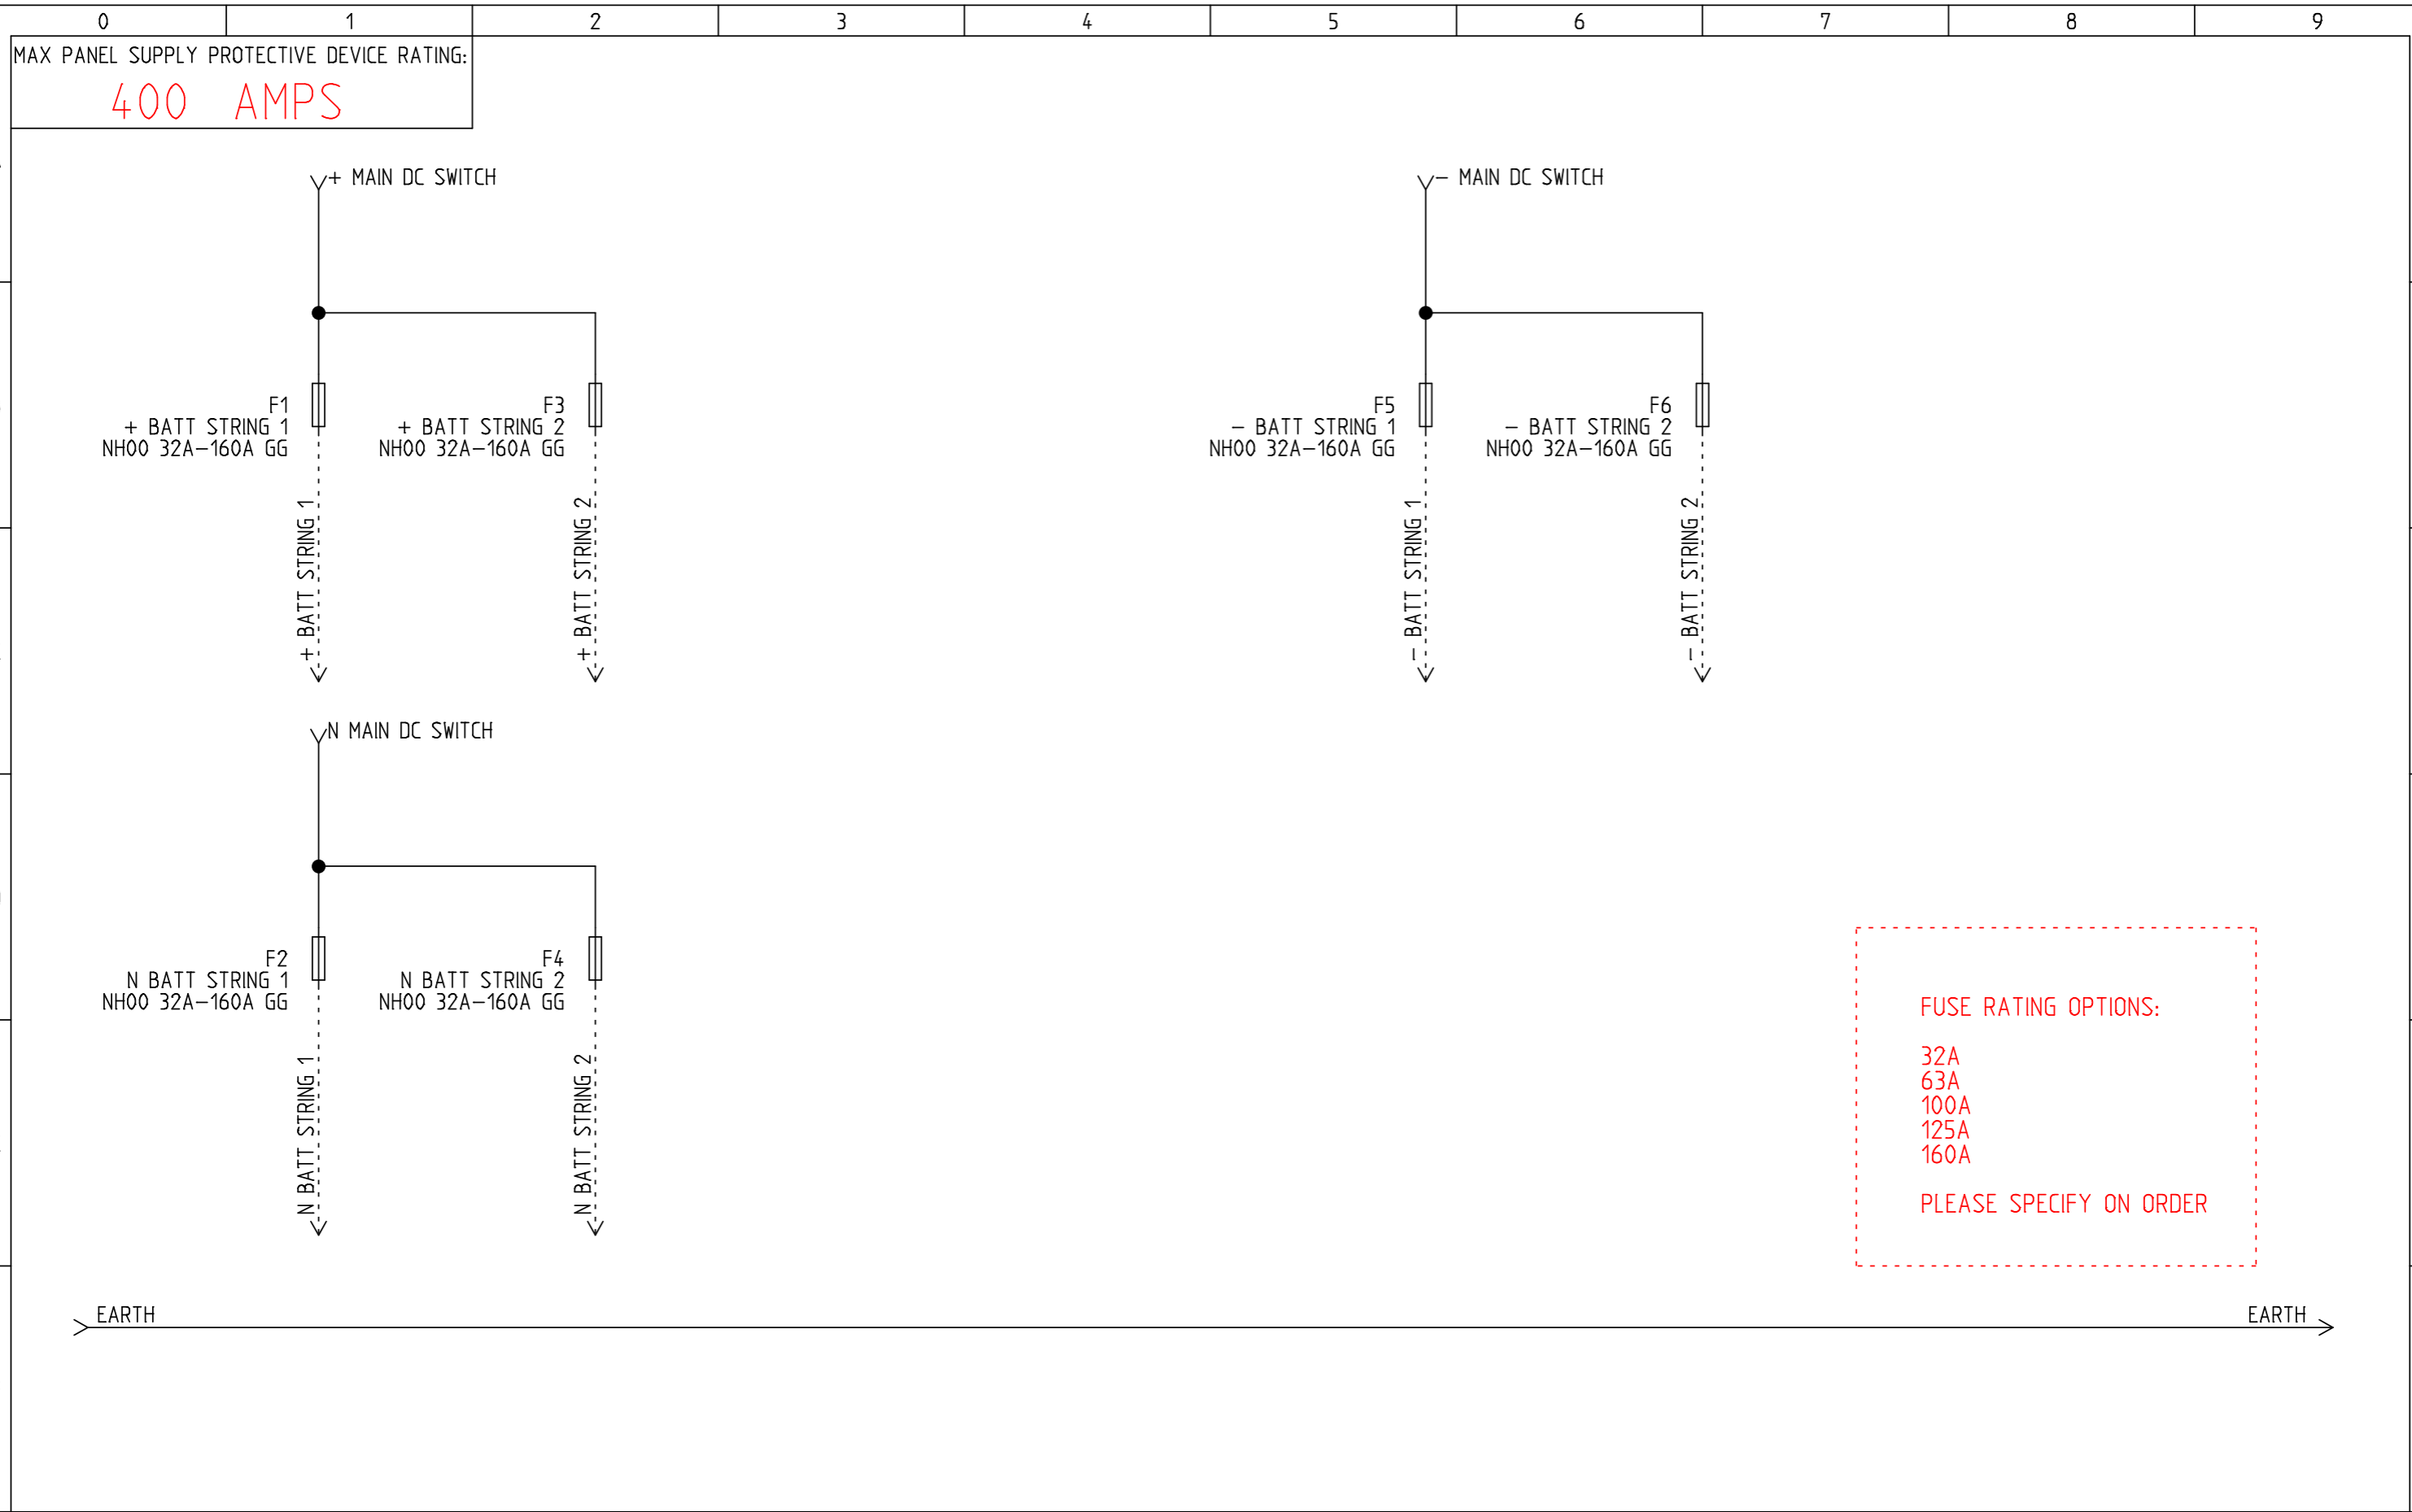 0 1 2 3 4 5 6 7 8 9
MAX PANEL SUPPLY PROTECTIVE DEVICE RATING:
400 AMPS
+ MAIN DC SWITCH
- MAIN DC SWITCH
F1
+ BATT STRING 1
NH00 32A-160A GG
F3
+ BATT STRING 2
NH00 32A-160A GG
F5
- BATT STRING 1
NH00 32A-160A GG
F6
- BATT STRING 2
NH00 32A-160A GG
+ BATT STRING 1
+ BATT STRING 2
- BATT STRING 1
- BATT STRING 2
N MAIN DC SWITCH
F2
N BATT STRING 1
NH00 32A-160A GG
F4
N BATT STRING 2
NH00 32A-160A GG
N BATT STRING 1
N BATT STRING 2
FUSE RATING OPTIONS:
32A
63A
100A
125A
160A
PLEASE SPECIFY ON ORDER
EARTH
EARTH